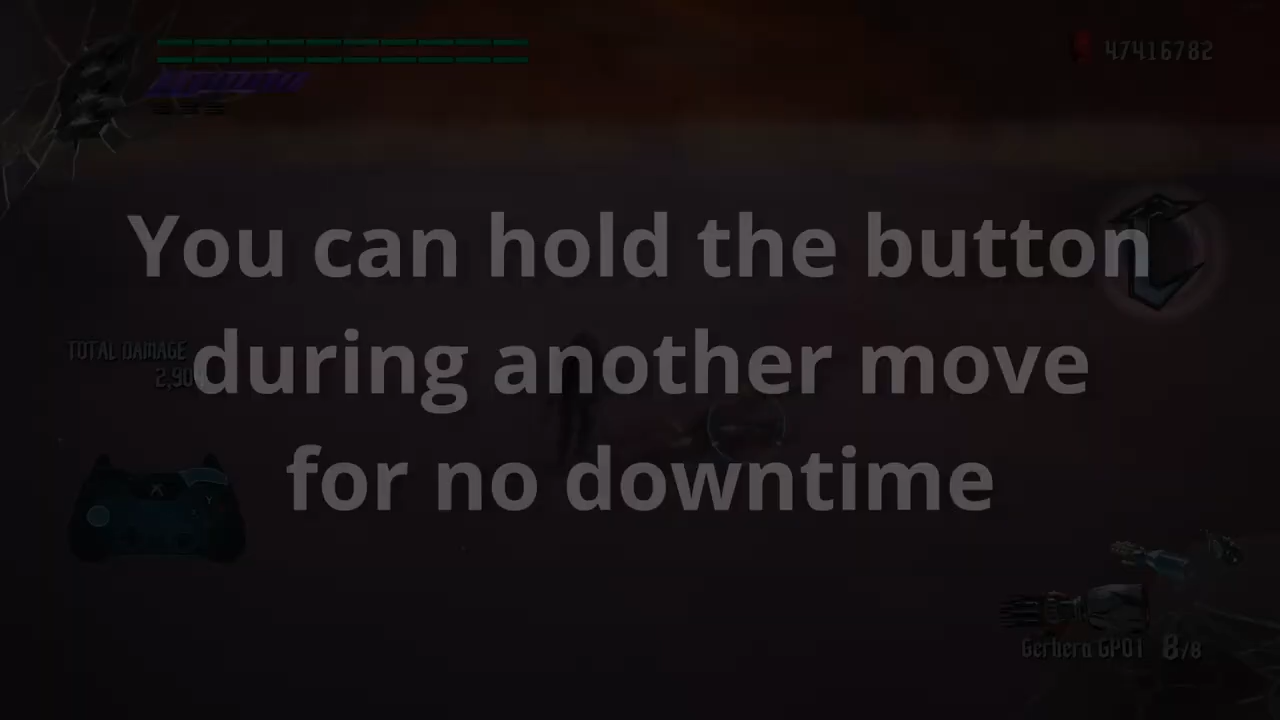 47416782
You can hold the button
TOTAL DAMAGE
during another move
for no downtime
Y
Gerbera GP01 8/8